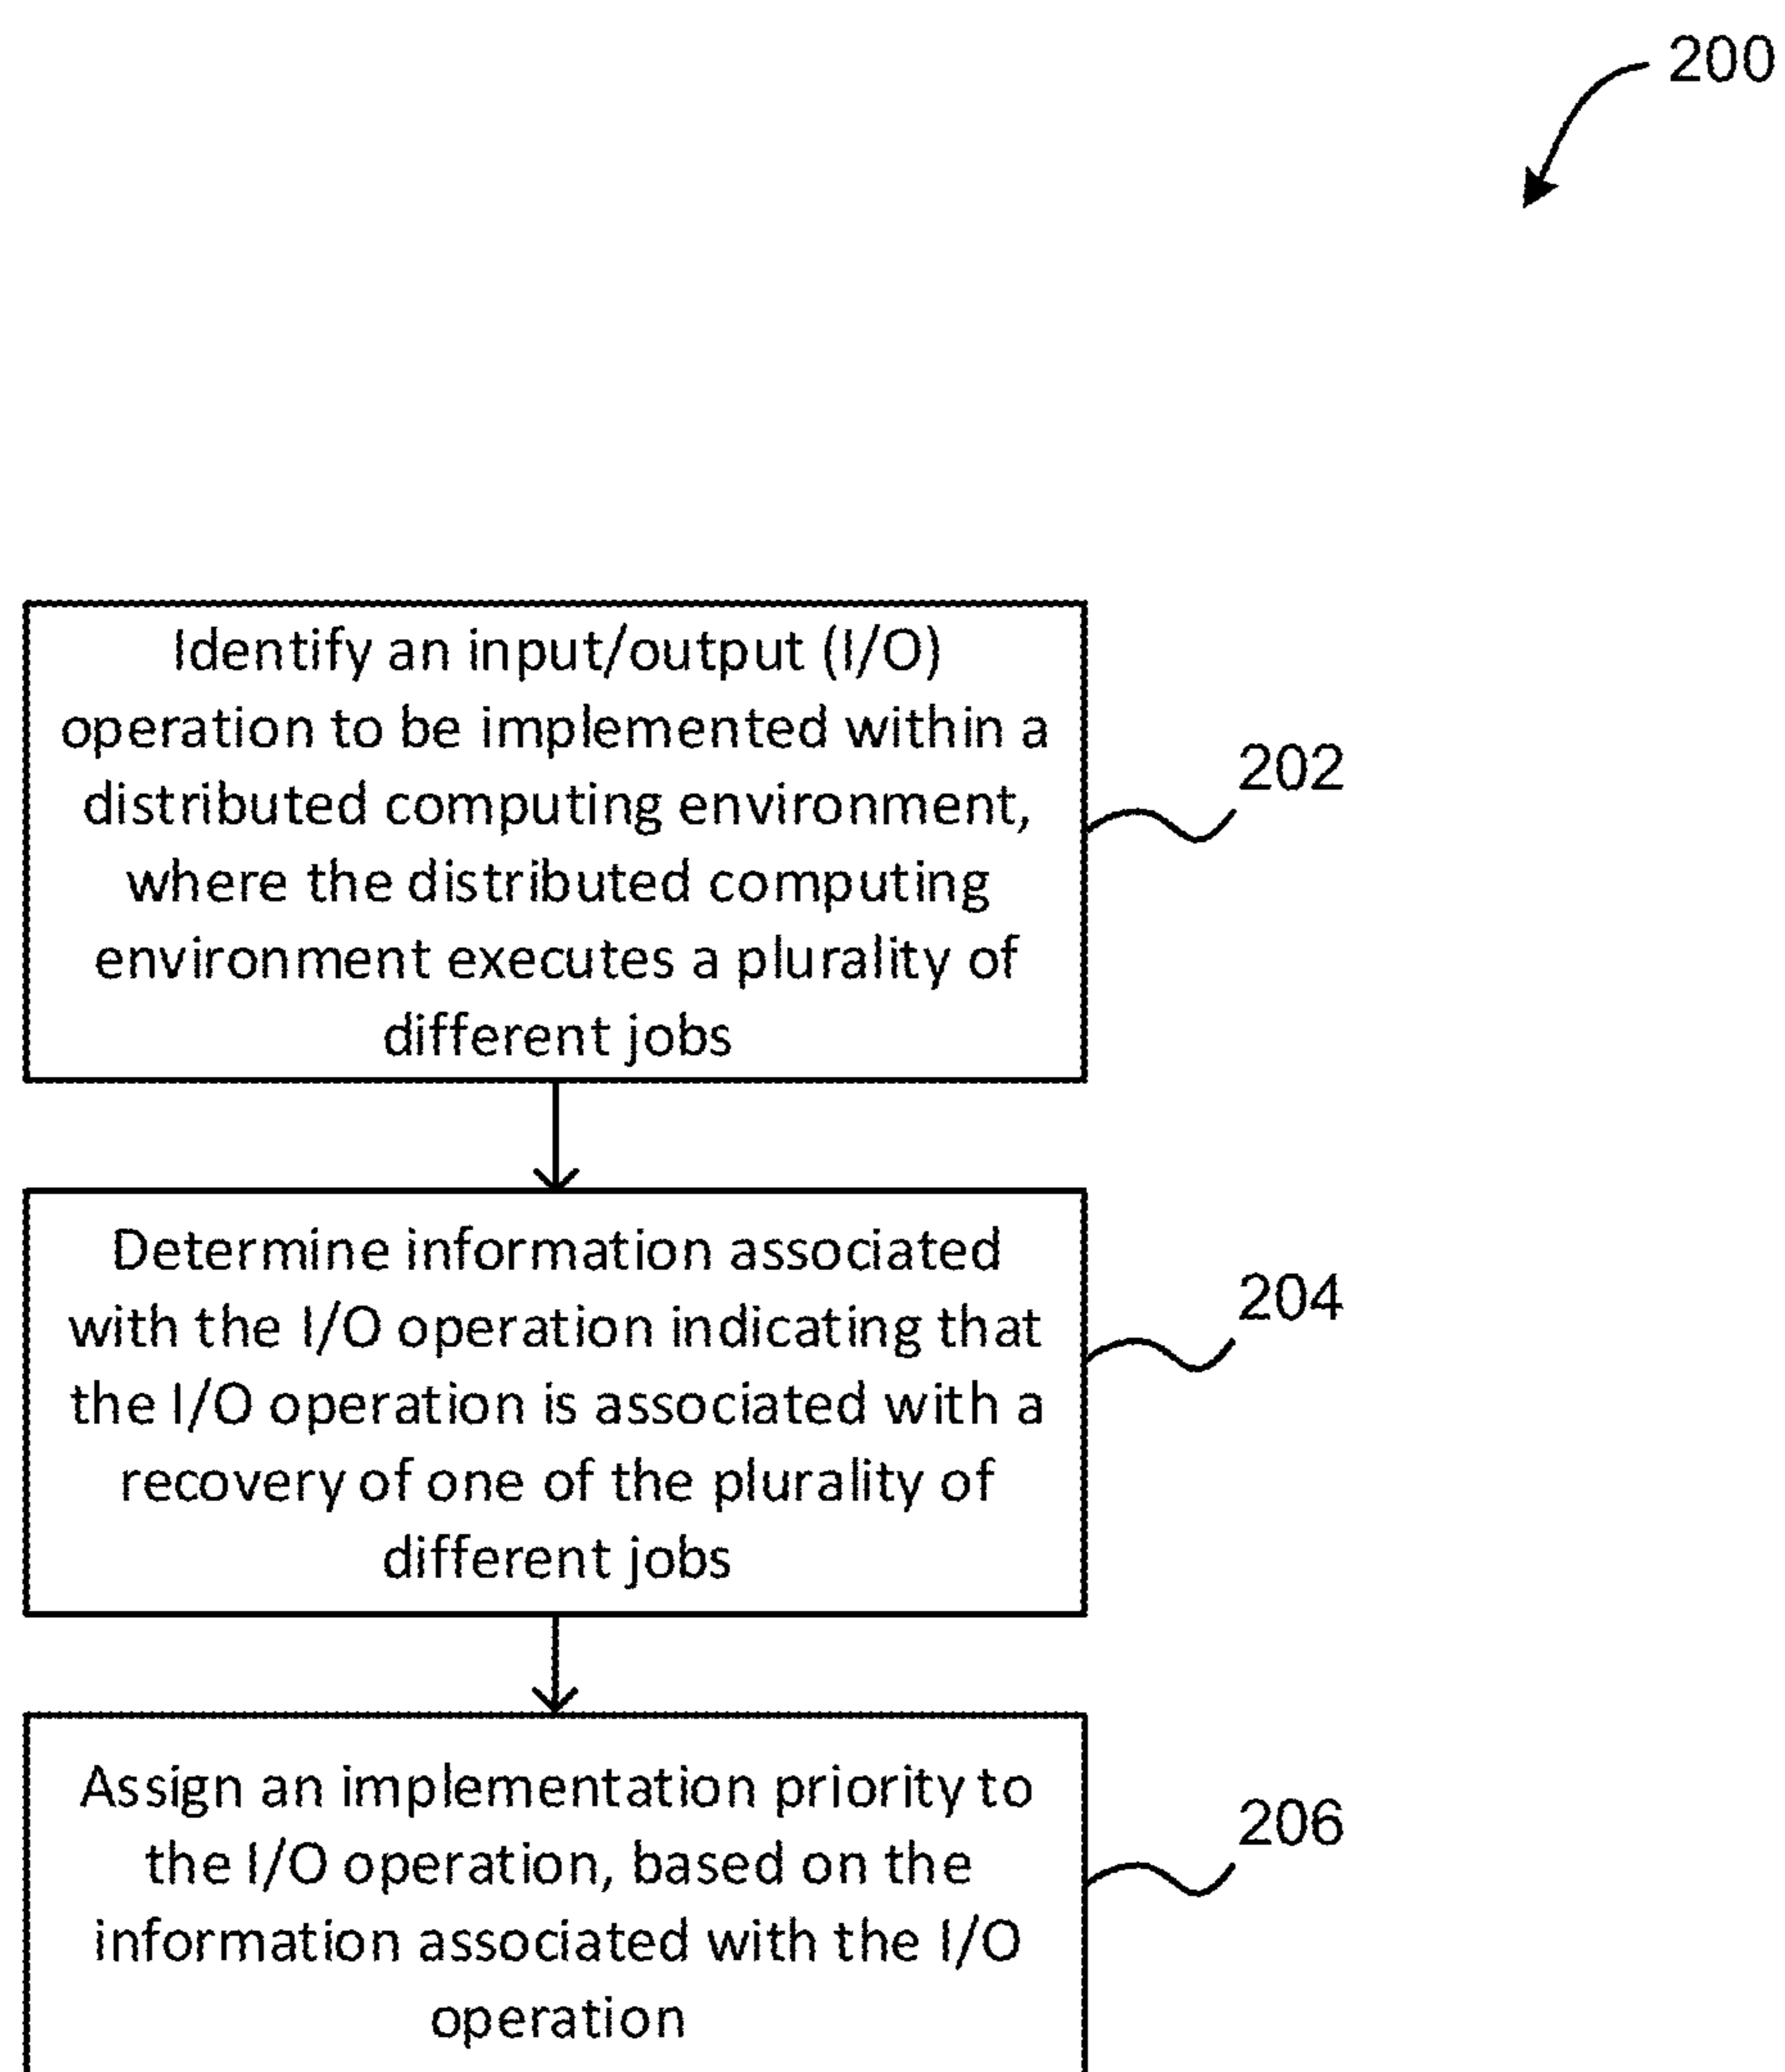 200
Identify an input/output (I/O)
operation to be implemented within a
distributed computing environment,
where the distributed computing
environment executes a plurality of
different jobs
202
Determine information associated
with the I/O operation indicating that
the I/O operation is associated with a
recovery of one of the plurality of
different jobs
204
Assign an implementation priority to
the I/O operation, based on the
information associated with the I/O
operation
206